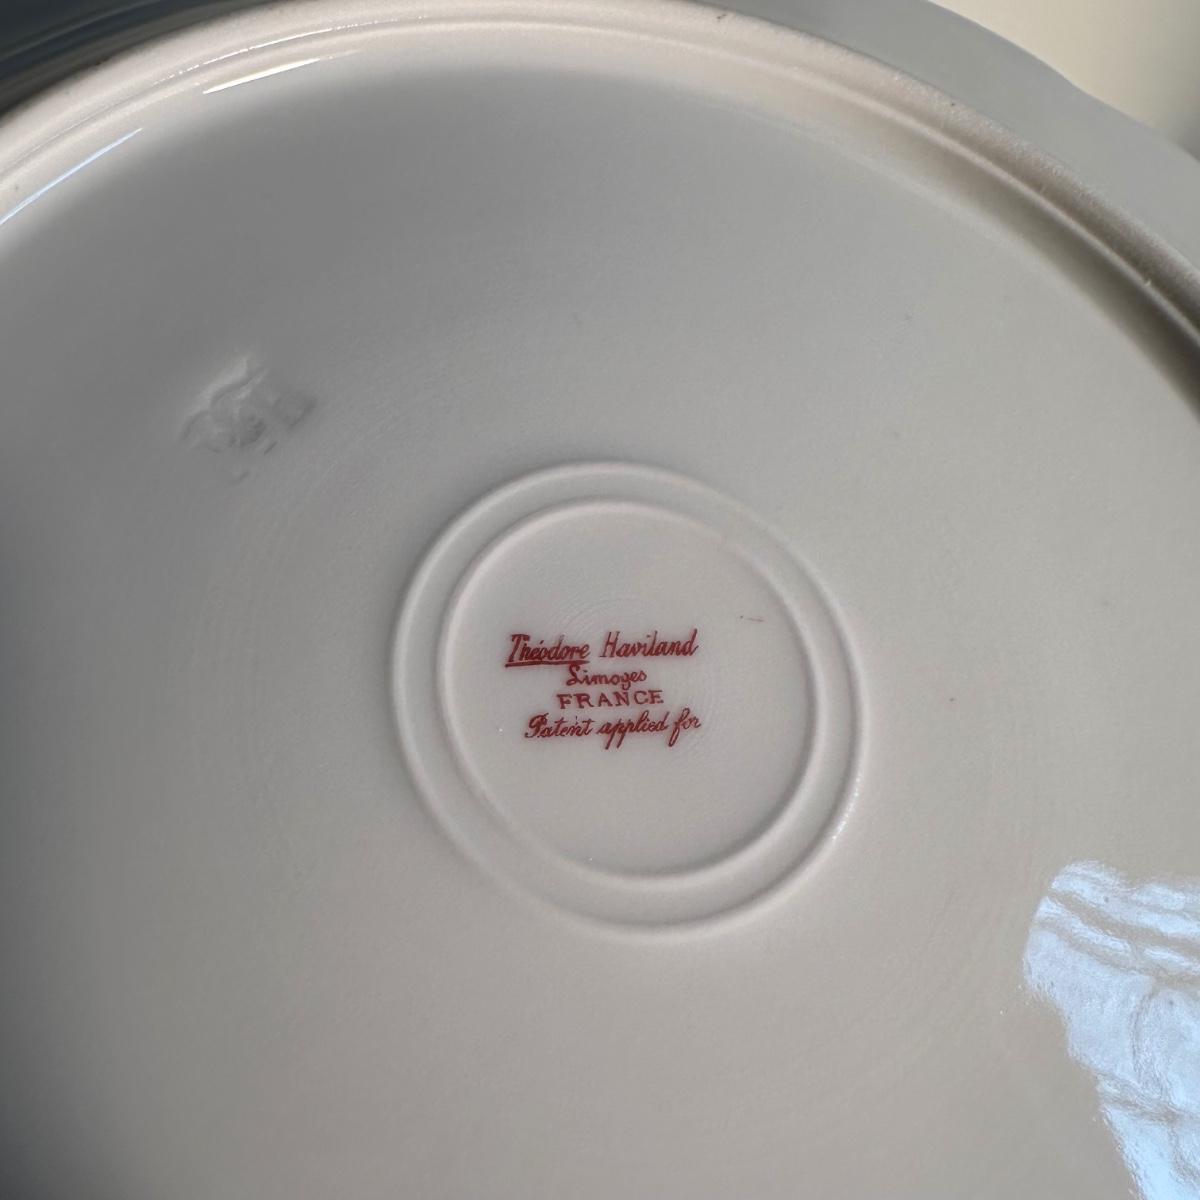 Théodore Haviland
Limoges
FRANCE
Patent applied for